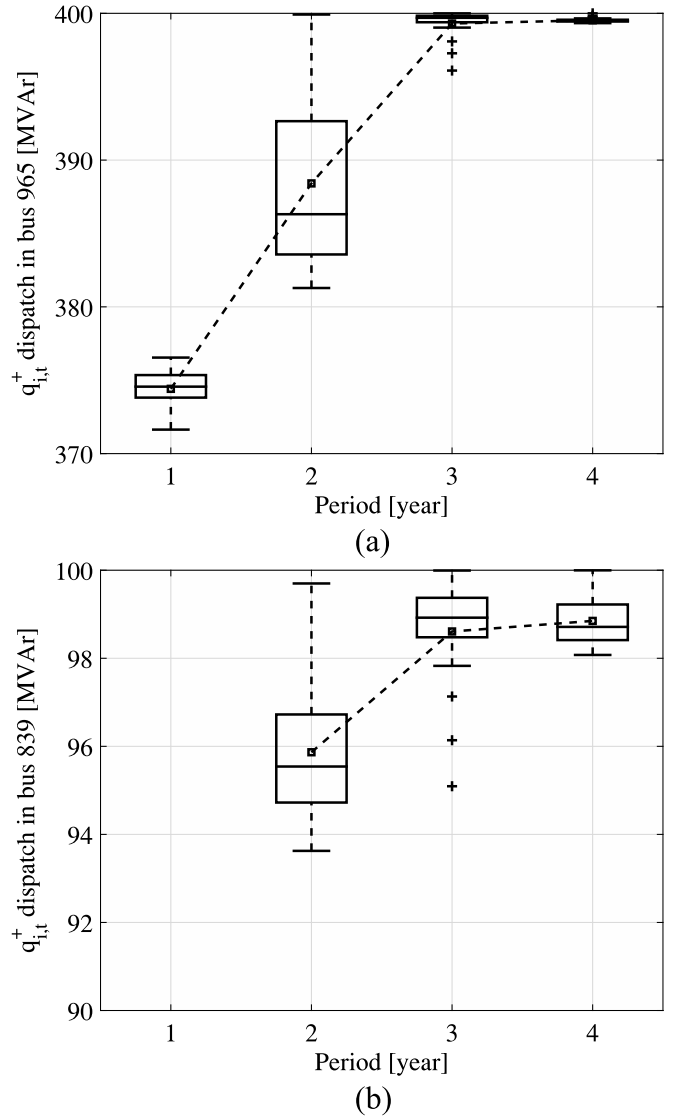 400
390
380
370
q+i,t dispatch in bus 965 [MVAr]
1 2 3 4
Period [year]
(a)
100
98
96
94
92
90
q+i,t dispatch in bus 839 [MVAr]
1 2 3 4
Period [year]
(b)